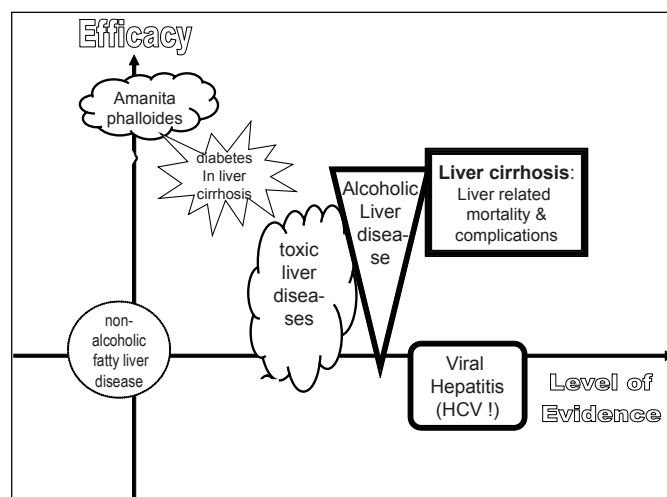 Efficacy
Amanita
phalloides
diabetes
In liver
cirrhosis
toxic
liver
disea-
ses
Alcoholic
Liver
disea-
se
Liver cirrhosis:
Liver related
mortality &
complications
non-
alcoholic
fatty liver
disease
Viral
Hepatitis
(HCV !)
Level of
Evidence